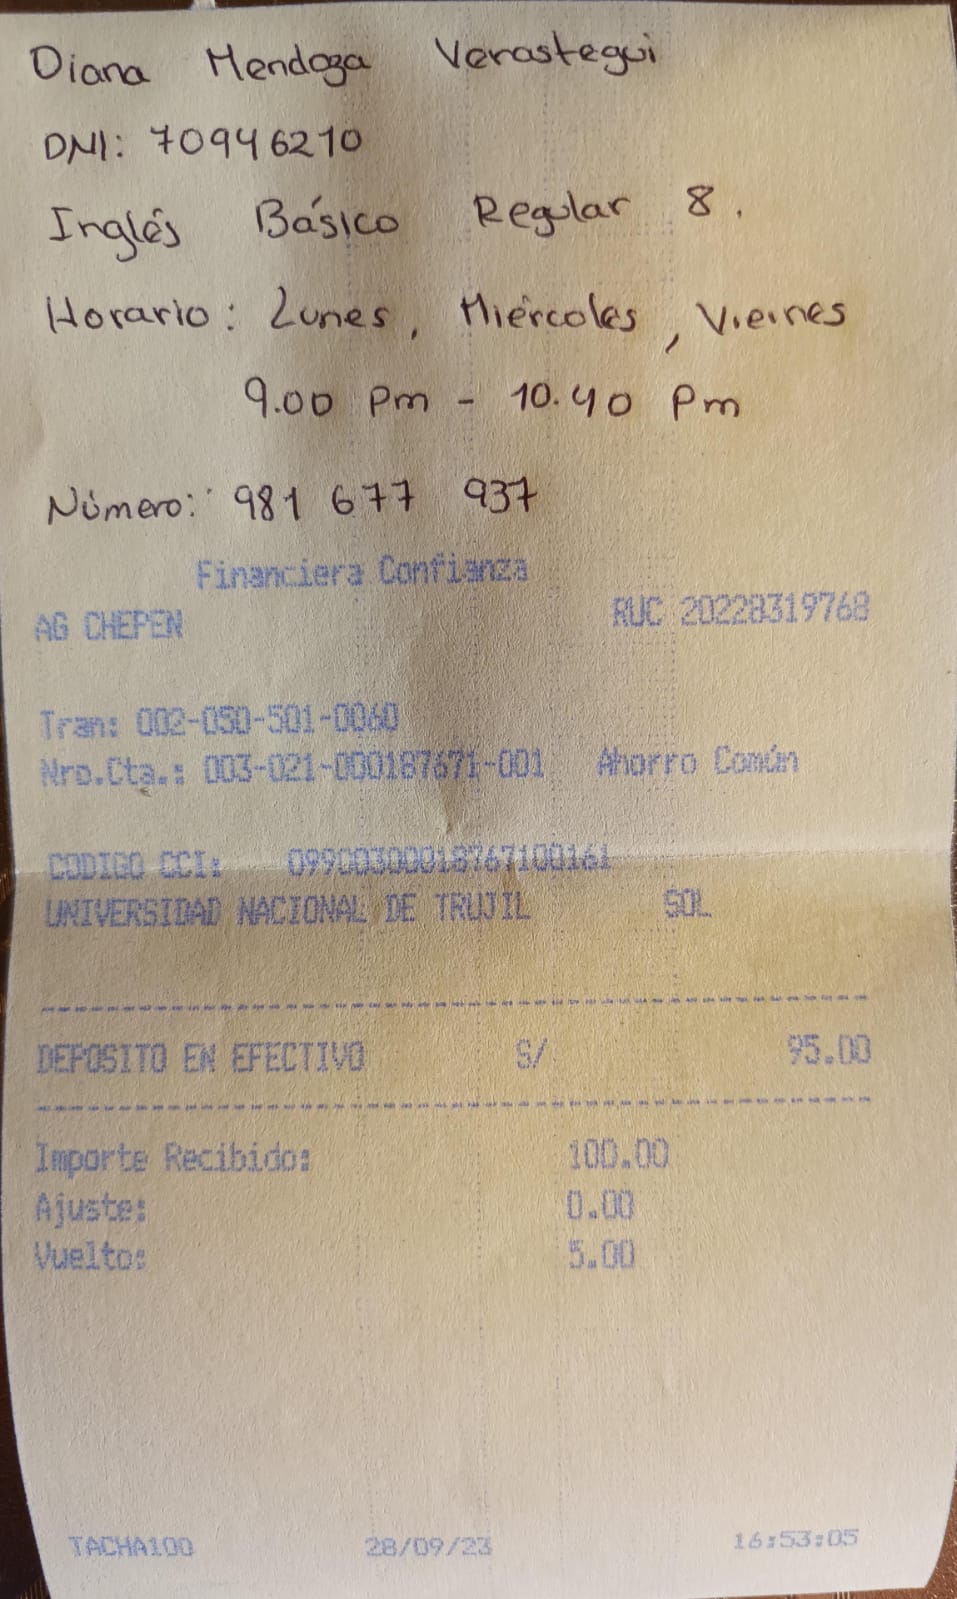 Diana Mendoza Verastegui
DNI: 70946210
Inglés Básico Regular 8.
Horario: Lunes, Miércoles, Viernes
9.00 Pm - 10.40 Pm
Número: 981 677 937
Financiera Confianza
AG CHEPEN RUC 20228319768
Tran: 002-050-501-0060
Nro.Cta.: 003-021-000187671-001 Ahorro Común
CODIGO CCI: 09900300018767100161
UNIVERSIDAD NACIONAL DE TRUJIL SOL
DEPOSITO EN EFECTIVO S/ 95.00
Importe Recibido: 100.00
Ajuste: 0.00
Vuelto: 5.00
TACHA100 28/09/23 16:53:05